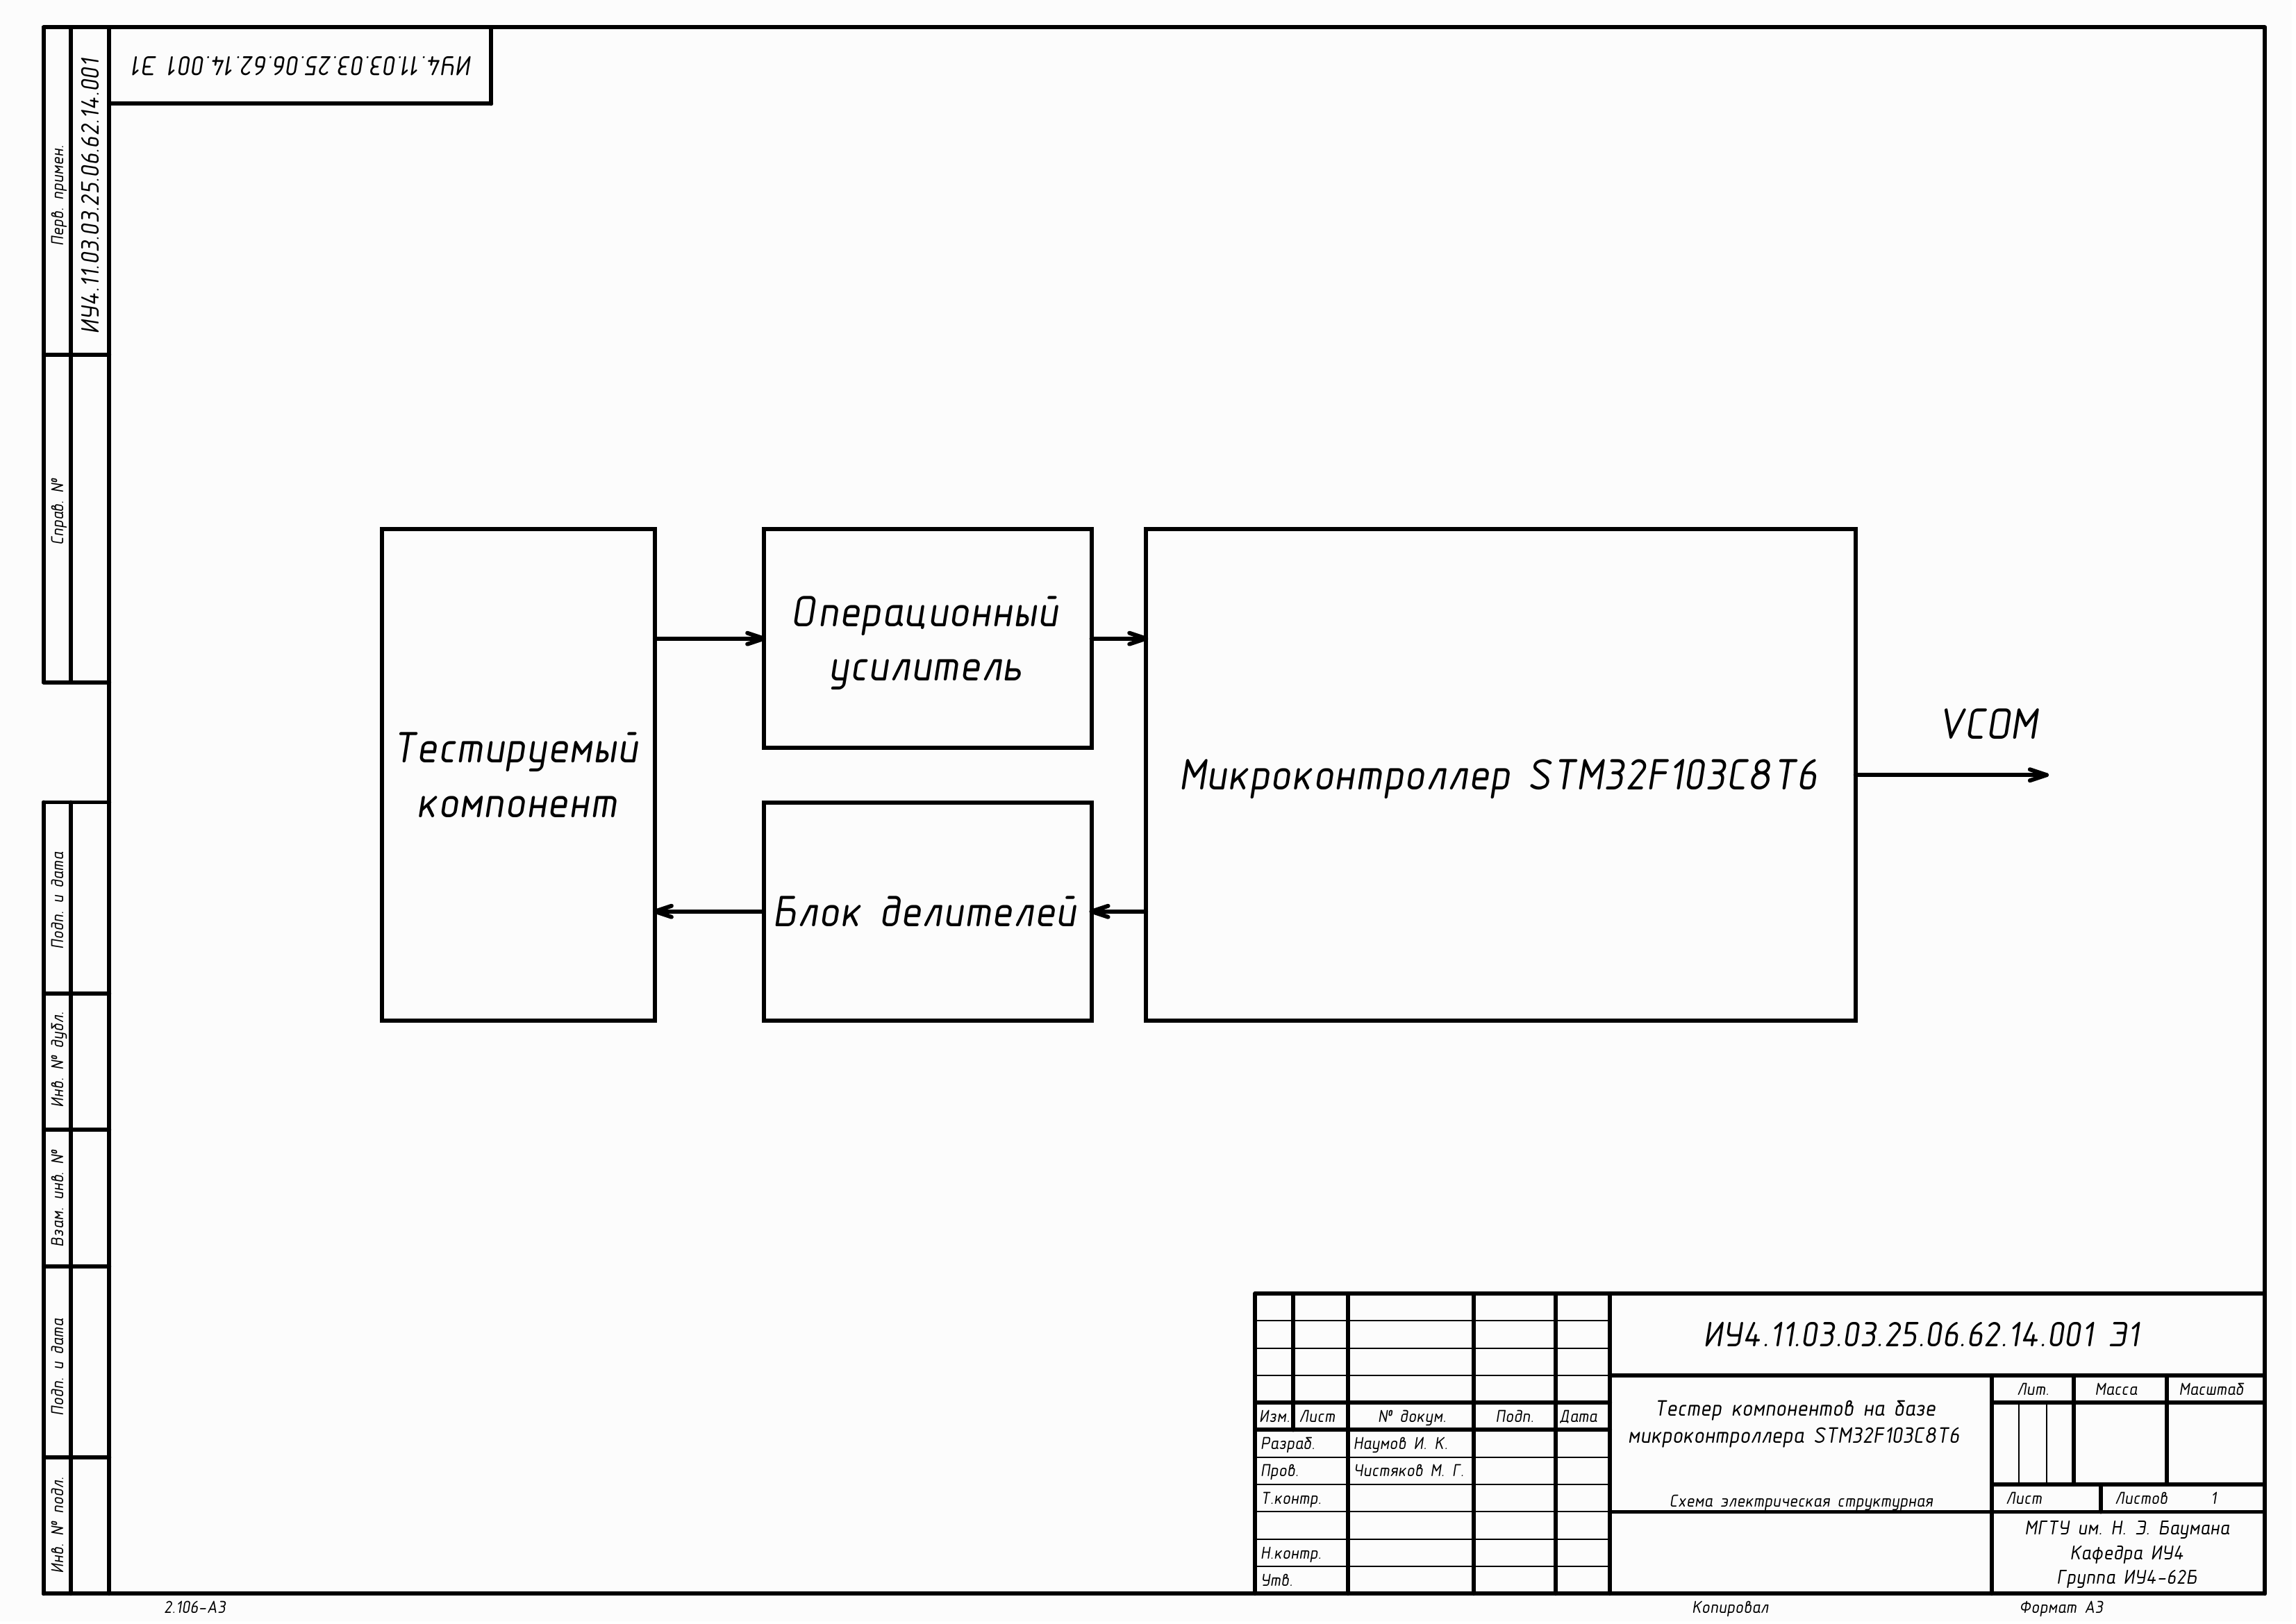 ИУ4.11.03.03.25.06.62.14.001 Э1
Перв. примен.
ИУ4.11.03.03.25.06.62.14.001
Справ. №
Подп. и дата
Инв. № дубл.
Взам. инв. №
Подп. и дата
Инв. № подл.
Тестируемый
компонент
Операционный
усилитель
Блок делителей
Микроконтроллер STM32F103C8T6
VCOM
ИУ4.11.03.03.25.06.62.14.001 Э1
Изм. Лист № докум. Подп. Дата
Разраб. Наумов И. К.
Пров. Чистяков М. Г.
Т.контр.
Н.контр.
Утв.
Тестер компонентов на базе
микроконтроллера STM32F103C8T6
Схема электрическая структурная
Лит. Масса Масштаб
Лист Листов 1
МГТУ им. Н. Э. Баумана
Кафедра ИУ4
Группа ИУ4-62Б
2.106-А3 Копировал Формат А3